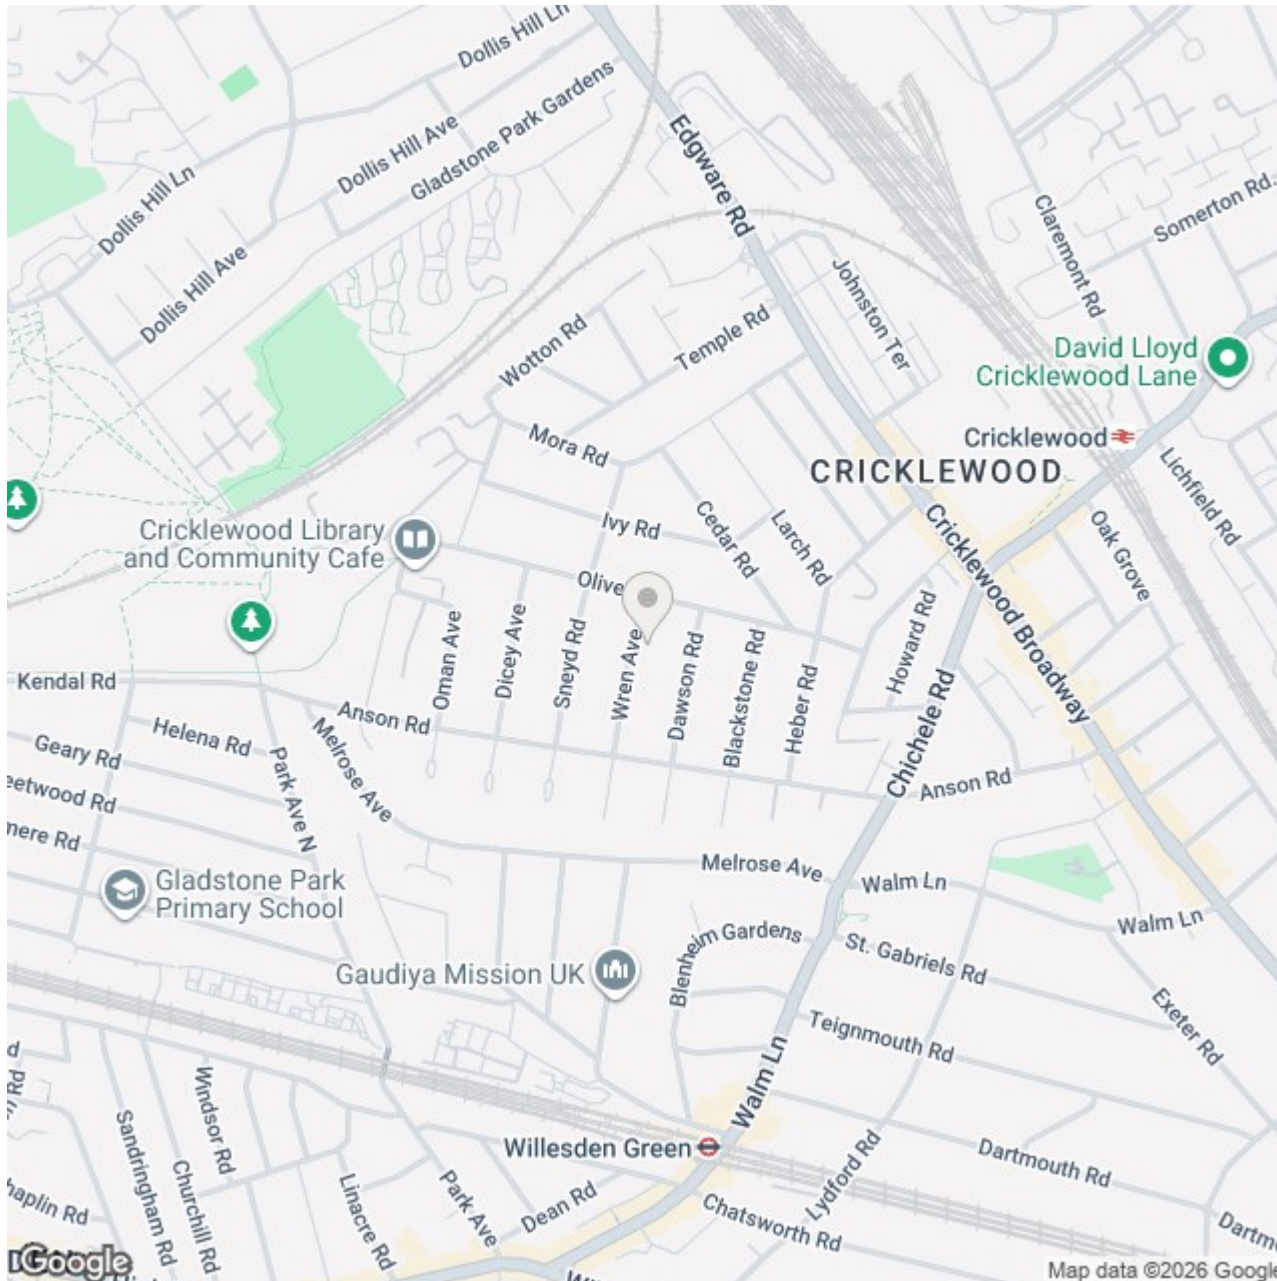 Dollis Hill Ln
Dollis Hill Ave
Gladstone Park Gardens
Edgware Rd
Dollis Hill Ln
Claremont Rd
Somerton Rd
Dollis Hill Ave
Johnston Ter
Wotton Rd
Temple Rd
David Lloyd
Cricklewood Lane
Mora Rd
Cricklewood
CRICKLEWOOD
Lichfield Rd
Cricklewood Library
and Community Cafe
Ivy Rd
Cedar Rd
Larch Rd
Cricklewood Broadway
Oak Grove
Olive
Oman Ave
Dicey Ave
Sneyd Rd
Wren Ave
Dawson Rd
Blackstone Rd
Heber Rd
Howard Rd
Chichele Rd
Kendal Rd
Anson Rd
Helena Rd
Geary Rd
Melrose Ave
Park Ave N
Anson Rd
eetwood Rd
mere Rd
Melrose Ave
Walm Ln
Gladstone Park
Primary School
Walm Ln
Blenheim Gardens
St. Gabriels Rd
Gaudiya Mission UK
Exeter Rd
Teignmouth Rd
Walm Ln
Windsor Rd
Sandringham Rd
Churchill Rd
Willesden Green
Dartmouth Rd
Lydford Rd
Linacre Rd
Park Ave
Dean Rd
Chatsworth Rd
haplin Rd
Dartm
Google
Map data ©2026 Google